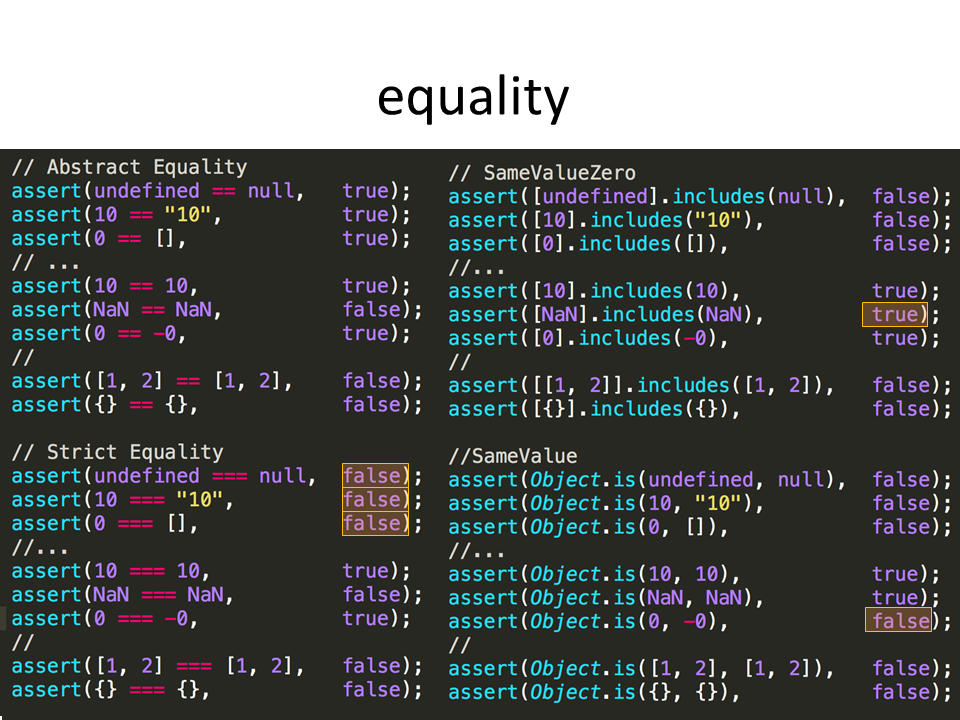 equality
// Abstract Equality
assert(undefined == null,   true);
assert(10 == "10",          true);
assert(0 == [],             true);
// ...
assert(10 == 10,            true);
assert(NaN == NaN,          false);
assert(0 == -0,             true);
//
assert([1, 2] == [1, 2],    false);
assert({} == {},            false);
// Strict Equality
assert(undefined === null,  false);
assert(10 === "10",         false);
assert(0 === [],            false);
//...
assert(10 === 10,           true);
assert(NaN === NaN,         false);
assert(0 === -0,            true);
//
assert([1, 2] === [1, 2],   false);
assert({} === {},           false);
// SameValueZero
assert([undefined].includes(null),  false);
assert([10].includes("10"),         false);
assert([0].includes([]),            false);
//...
assert([10].includes(10),           true);
assert([NaN].includes(NaN),         true);
assert([0].includes(-0),            true);
//
assert([[1, 2]].includes([1, 2]),   false);
assert([{}].includes({}),           false);
//SameValue
assert(Object.is(undefined, null),  false);
assert(Object.is(10, "10"),         false);
assert(Object.is(0, []),            false);
//...
assert(Object.is(10, 10),           true);
assert(Object.is(NaN, NaN),         true);
assert(Object.is(0, -0),            false);
//
assert(Object.is([1, 2], [1, 2]),   false);
assert(Object.is({}, {}),           false);